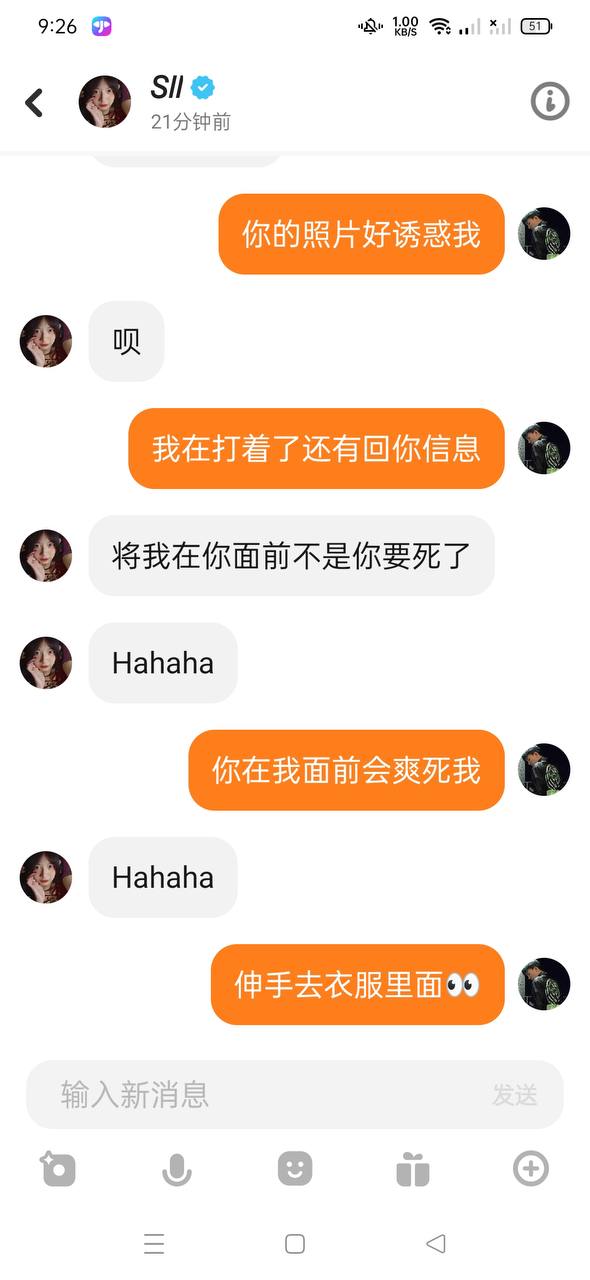 9:26
1.00
KB/S
51
Sll
21分钟前
你的照片好诱惑我
呗
我在打着了还有回你信息
将我在你面前不是你要死了
Hahaha
你在我面前会爽死我
Hahaha
伸手去衣服里面👀
输入新消息
发送